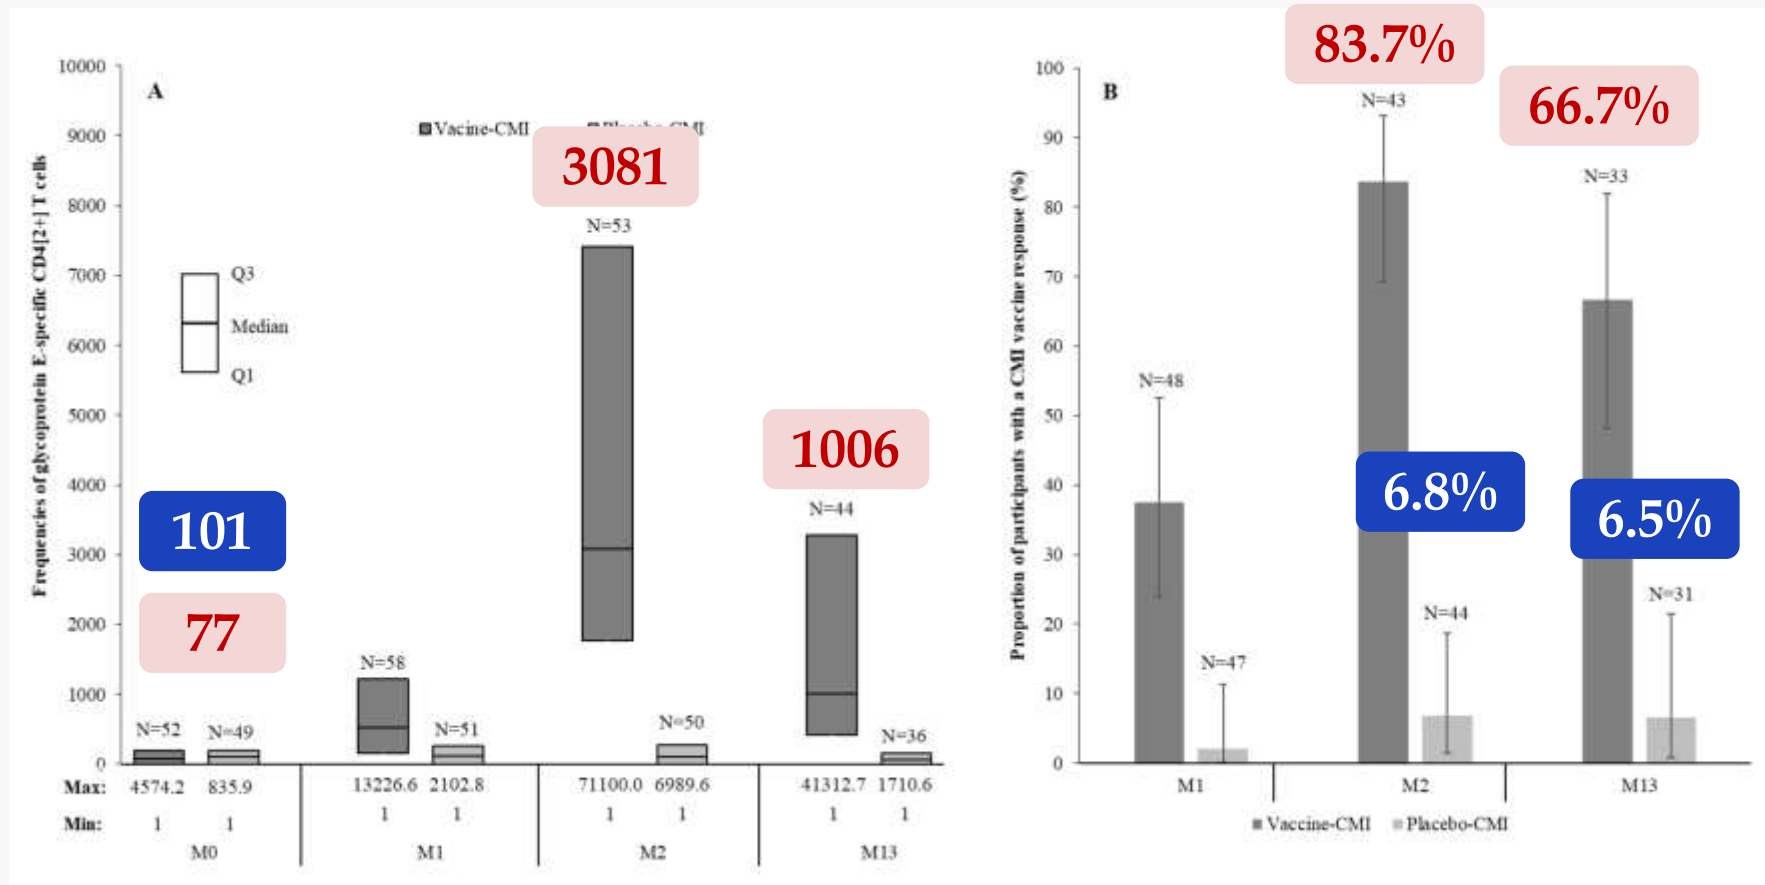 A
Frequencies of glycoprotein E-specific CD4[2+] T cells
10000
9000
8000
7000
6000
5000
4000
3000
2000
1000
0
Vacine-CMI
3081
N=53
Q3
Median
Q1
101
77
1006
N=44
N=58
N=52
N=49
N=51
N=50
N=36
Max: 4574.2 835.9 13226.6 2102.8 71100.0 6989.6 41312.7 1710.6
Min: 1 1 1 1 1 1 1 1
M0 M1 M2 M13
B
Proportion of participants with a CMI vaccine response (%)
100
90
80
70
60
50
40
30
20
10
0
83.7%
N=43
66.7%
N=33
N=48
6.8%
6.5%
N=47
N=44
N=31
M1 M2 M13
Vaccine-CMI Placebo-CMI